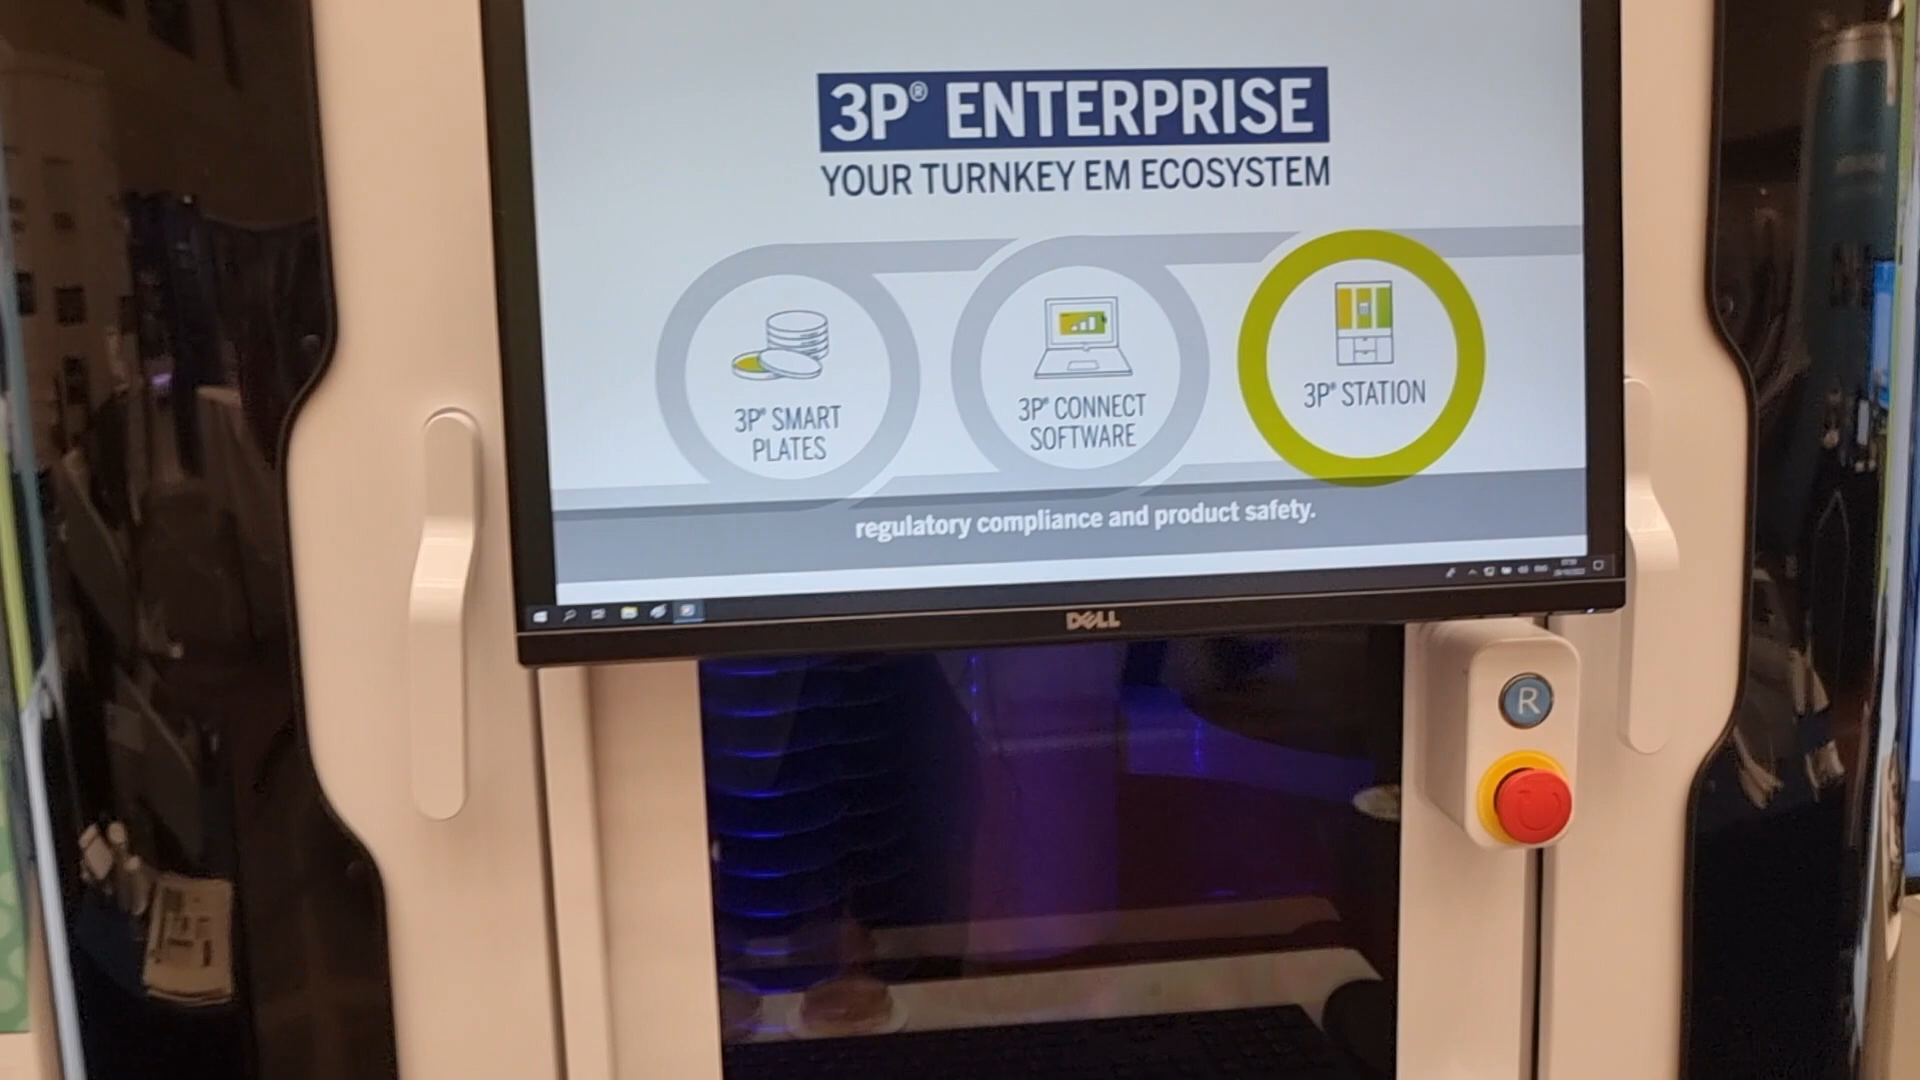 3P® ENTERPRISE
YOUR TURNKEY EM ECOSYSTEM
3P® SMART
PLATES
3P® CONNECT
SOFTWARE
3P® STATION
regulatory compliance and product safety.
DELL
R